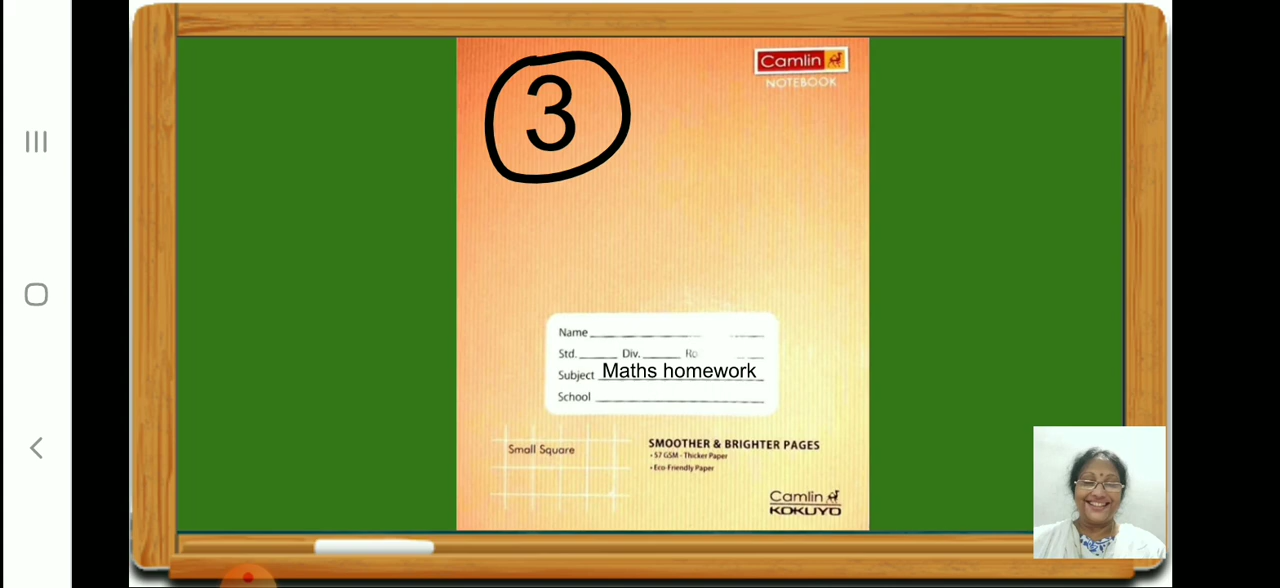 3
Camlin
NOTEBOOK
Name
Std. Div. Ro
Subject Maths homework
School
Small Square
SMOOTHER & BRIGHTER PAGES
• 57 GSM - Thicker Paper
• Eco-Friendly Paper
Camlin
KOKUYO